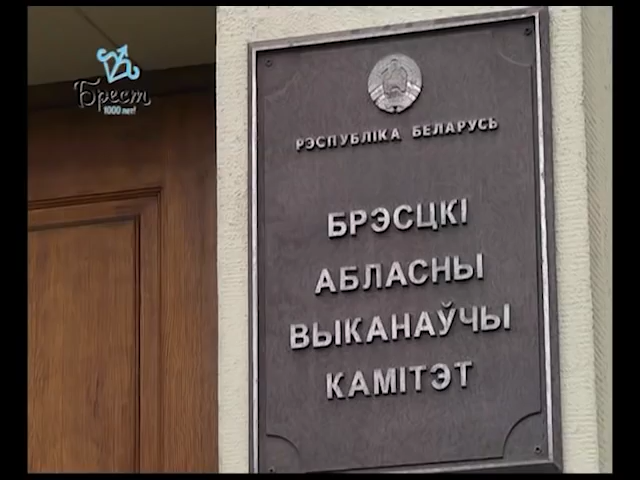 Брест
1000 лет!
РЭСПУБЛІКА БЕЛАРУСЬ
БРЭСЦКІ
АБЛАСНЫ
ВЫКАНАЎЧЫ
КАМІТЭТ